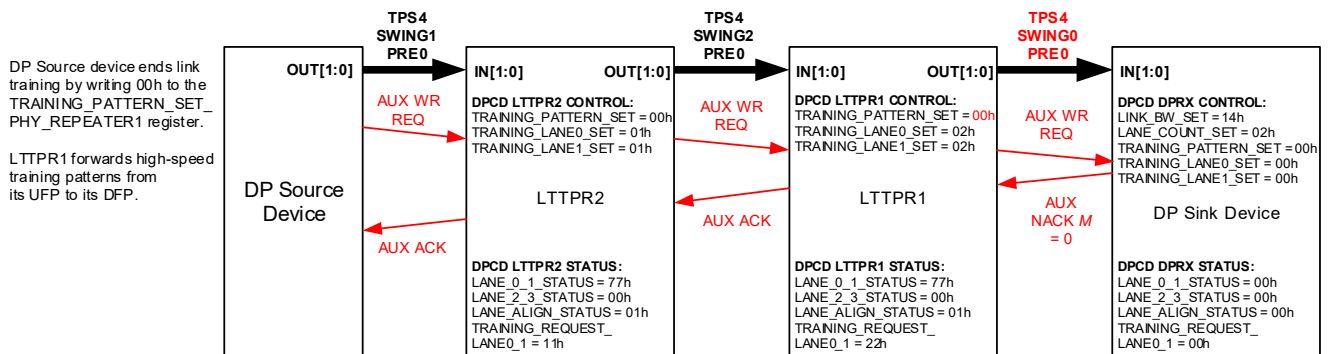 DP Source device ends link
training by writing 00h to the
TRAINING_PATTERN_SET_
PHY_REPEATER1 register.
LTTPR1 forwards high-speed
training patterns from
its UFP to its DFP.
OUT[1:0]
DP Source
Device
TPS4
SWING1
PRE0
AUX WR
REQ
AUX ACK
IN[1:0]
OUT[1:0]
DPCD LTTPR2 CONTROL:
TRAINING_PATTERN_SET = 00h
TRAINING_LANE0_SET = 01h
TRAINING_LANE1_SET = 01h
LTTPR2
DPCD LTTPR2 STATUS:
LANE_0_1_STATUS = 77h
LANE_2_3_STATUS = 00h
LANE_ALIGN_STATUS = 01h
TRAINING_REQUEST_
LANE0_1 = 11h
TPS4
SWING2
PRE0
AUX WR
REQ
AUX ACK
IN[1:0]
OUT[1:0]
DPCD LTTPR1 CONTROL:
TRAINING_PATTERN_SET = 00h
TRAINING_LANE0_SET = 02h
TRAINING_LANE1_SET = 02h
LTTPR1
DPCD LTTPR1 STATUS:
LANE_0_1_STATUS = 77h
LANE_2_3_STATUS = 00h
LANE_ALIGN_STATUS = 01h
TRAINING_REQUEST_
LANE0_1 = 22h
TPS4
SWING0
PRE0
AUX WR
REQ
AUX
NACK M
= 0
IN[1:0]
DPCD DPRX CONTROL:
LINK_BW_SET = 14h
LANE_COUNT_SET = 02h
TRAINING_PATTERN_SET = 00h
TRAINING_LANE0_SET = 00h
TRAINING_LANE1_SET = 00h
DP Sink Device
DPCD DPRX STATUS:
LANE_0_1_STATUS = 00h
LANE_2_3_STATUS = 00h
LANE_ALIGN_STATUS = 00h
TRAINING_REQUEST_
LANE0_1 = 00h